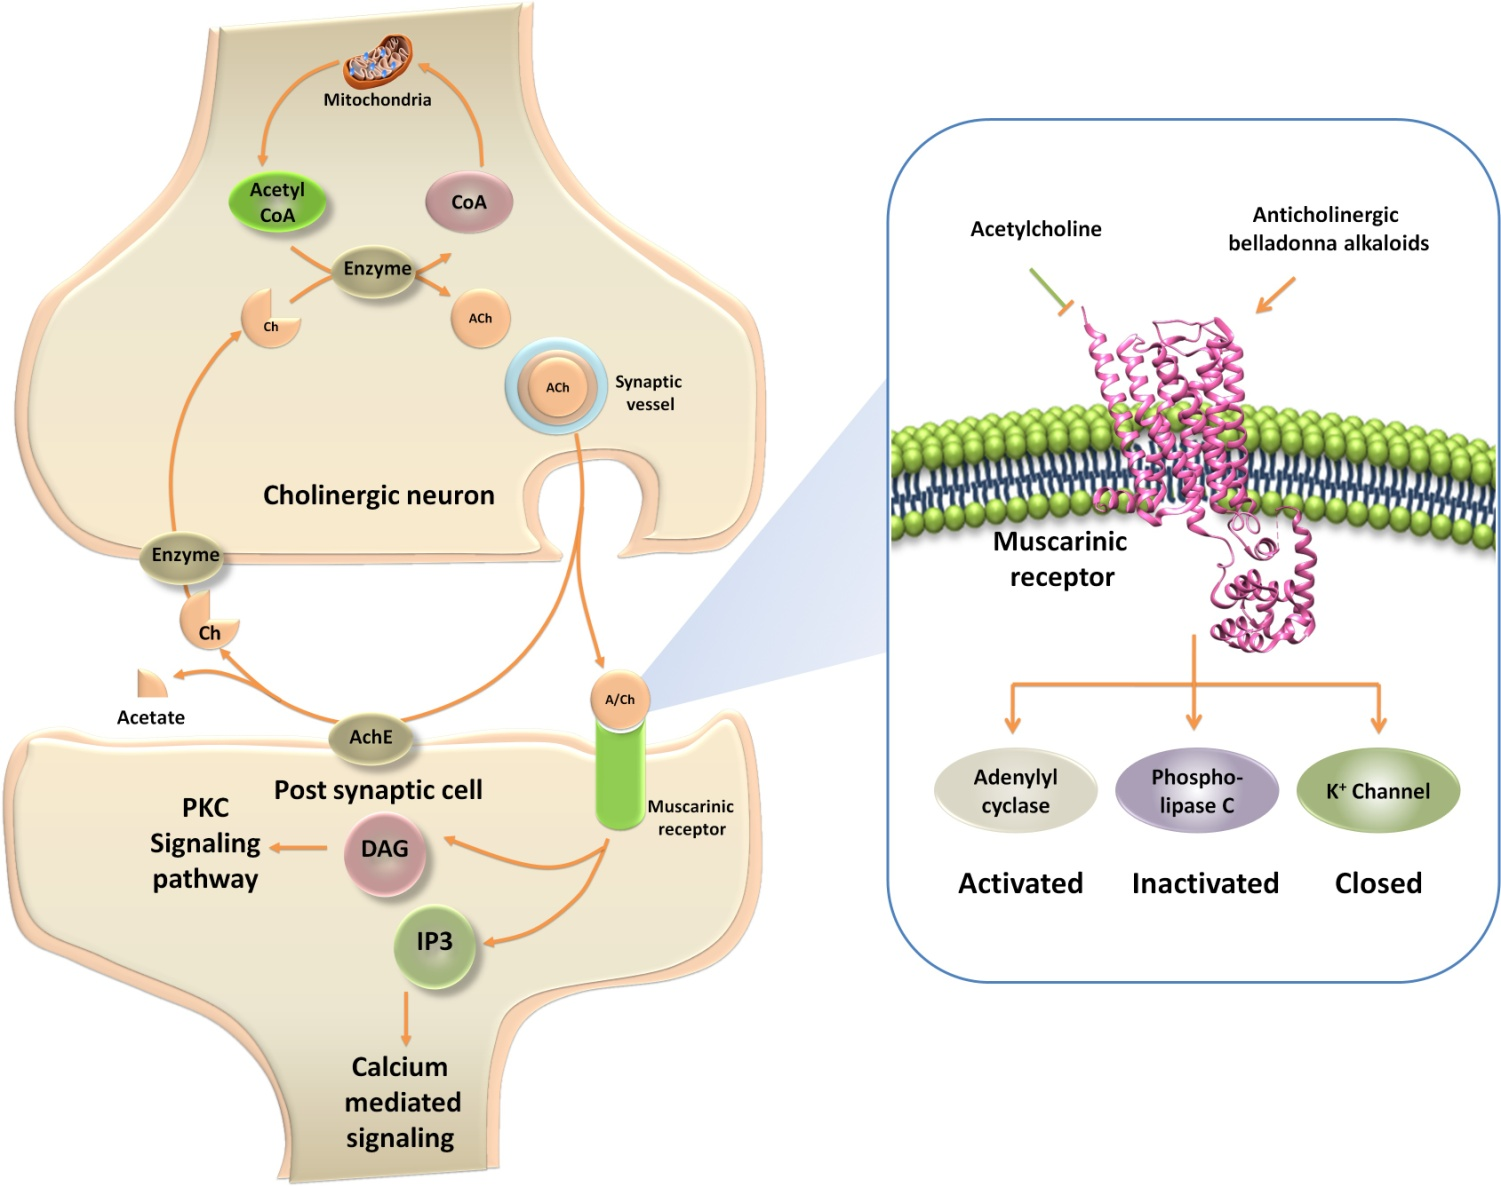 Mitochondria
Acetyl
CoA
CoA
Enzyme
Ch
ACh
ACh
Synaptic
vessel
Cholinergic neuron
Enzyme
Ch
Acetate
A/Ch
AchE
Post synaptic cell
Muscarinic
receptor
PKC
Signaling
pathway
DAG
IP3
Calcium
mediated
signaling
Acetylcholine
Anticholinergic
belladonna alkaloids
Muscarinic
receptor
Adenylyl
cyclase
Phospho-
lipase C
K⁺ Channel
Activated
Inactivated
Closed